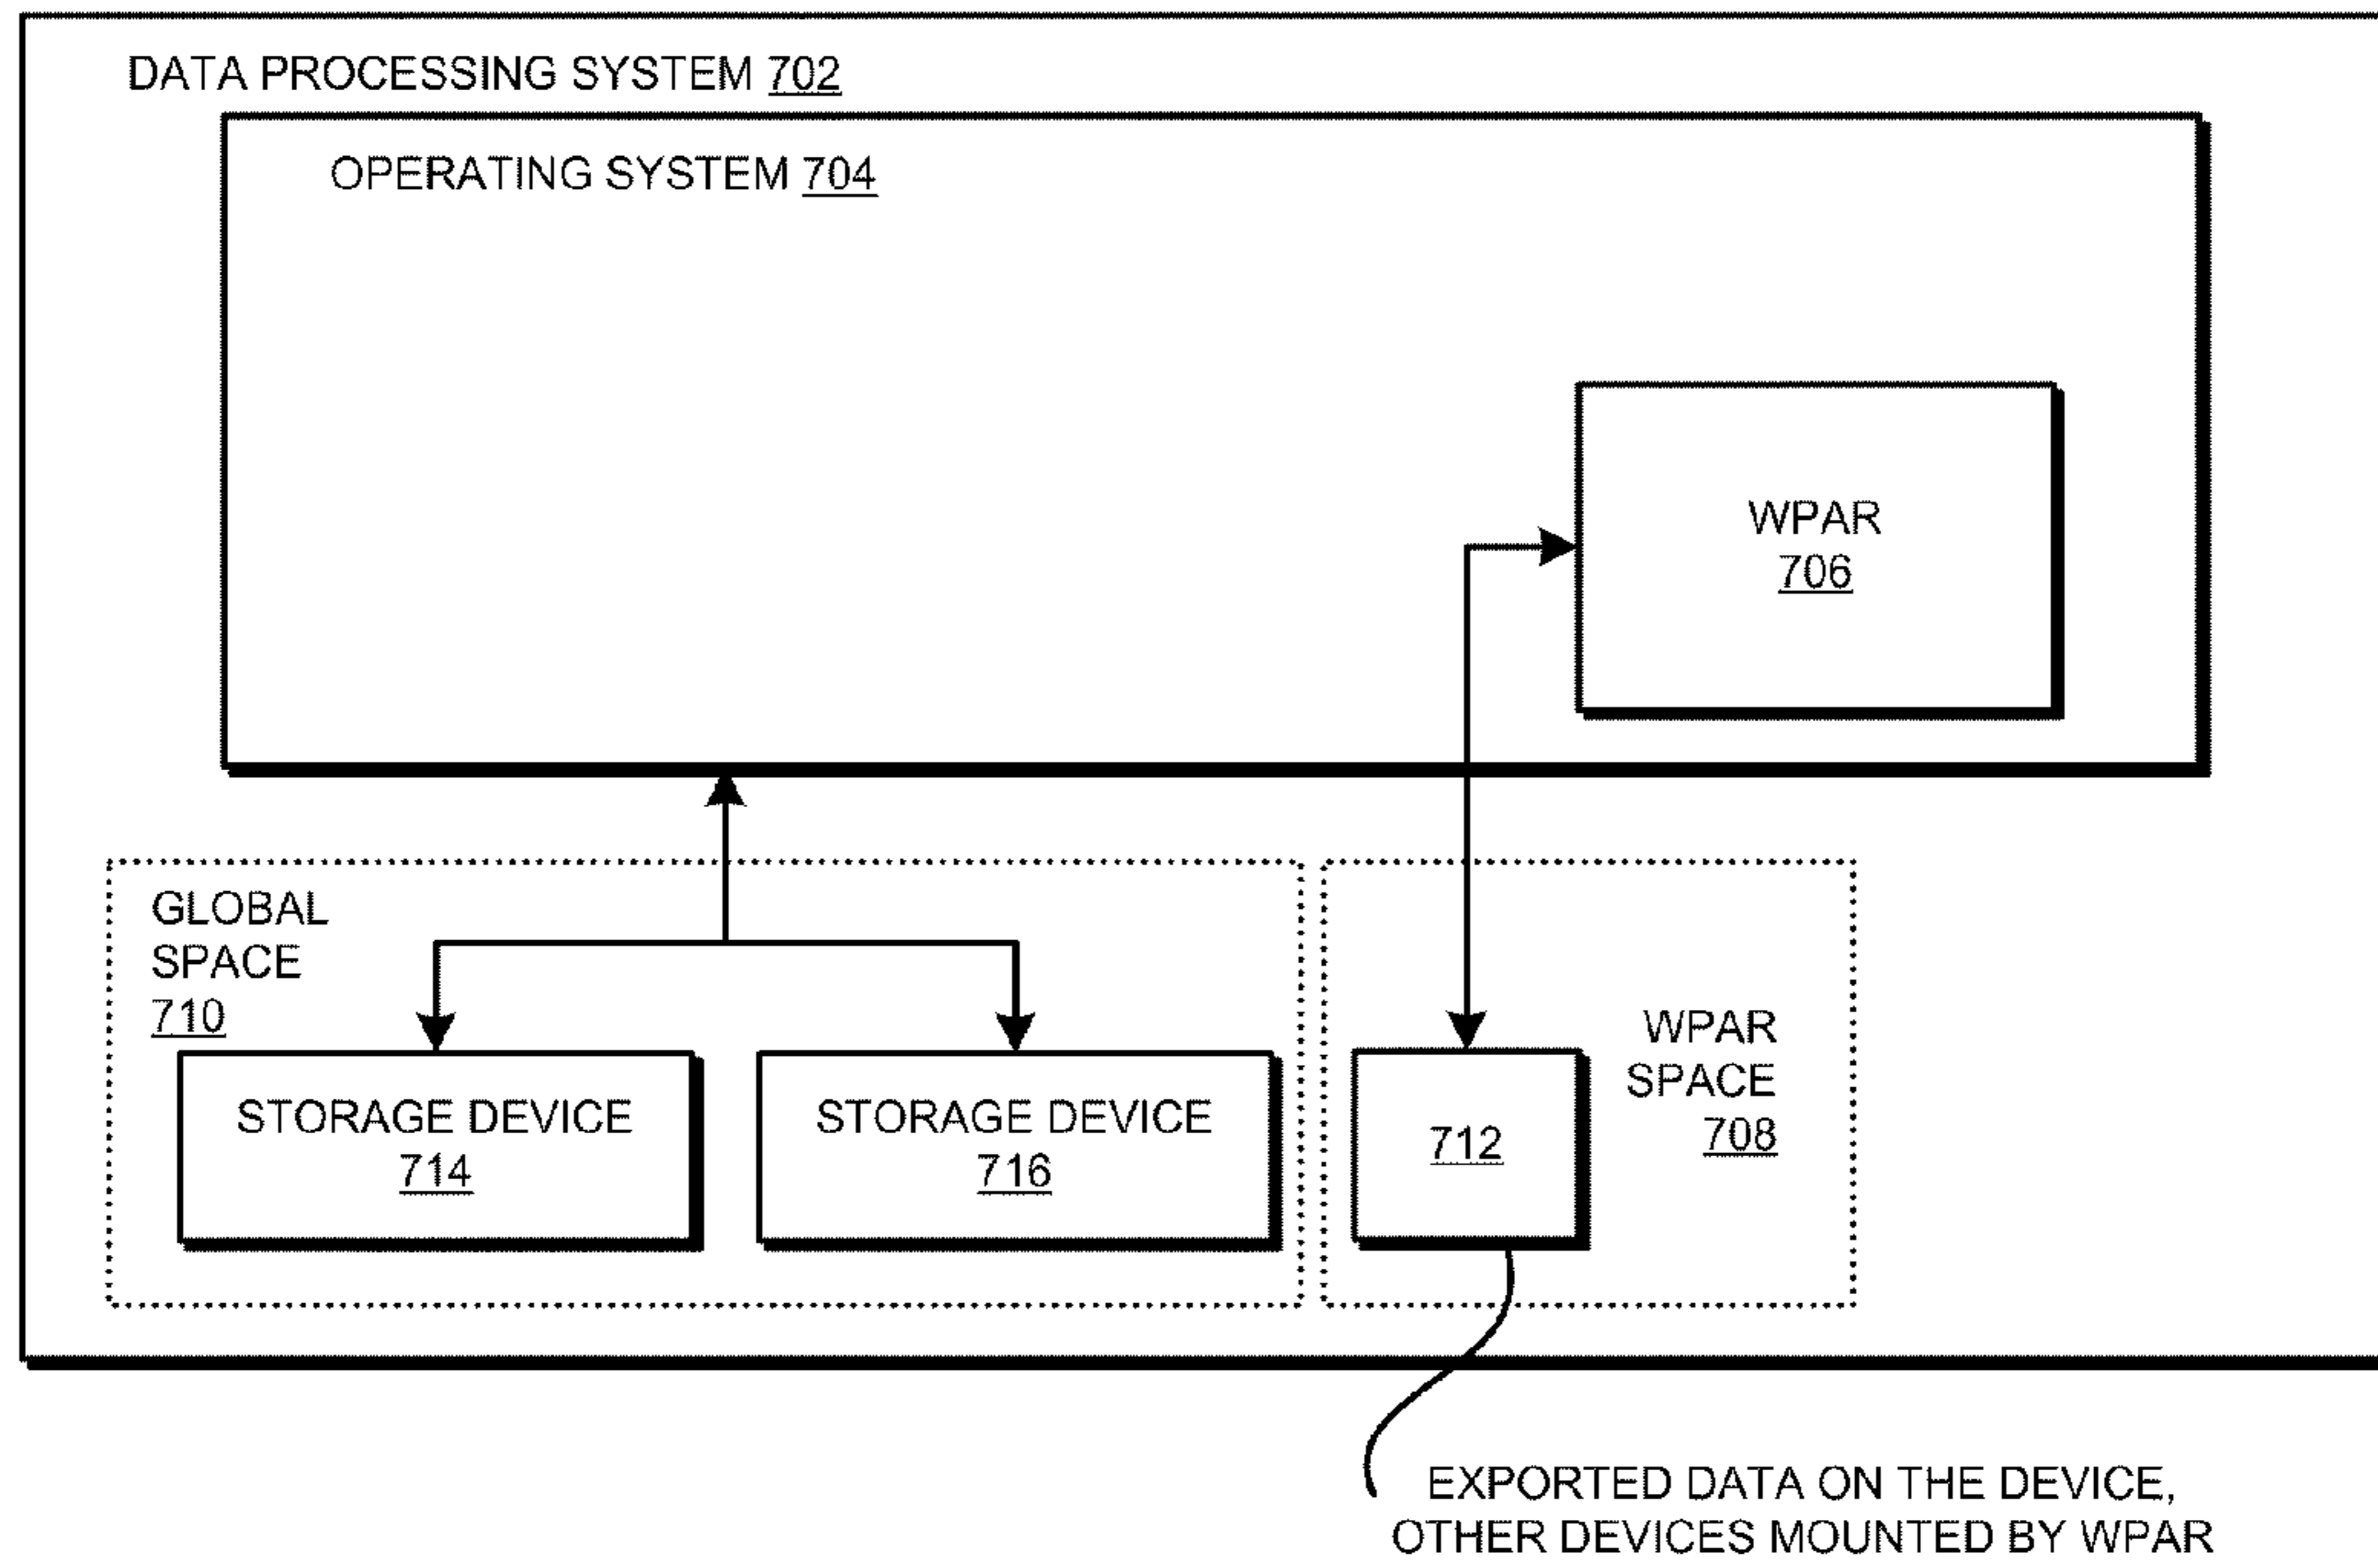 DATA PROCESSING SYSTEM 702
OPERATING SYSTEM 704
WPAR
706
GLOBAL
SPACE
710
STORAGE DEVICE
714
STORAGE DEVICE
716
712
WPAR
SPACE
708
EXPORTED DATA ON THE DEVICE,
OTHER DEVICES MOUNTED BY WPAR